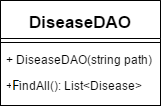 DiseaseDAO
+ DiseaseDAO(string path)
+FindAll(): List<Disease>